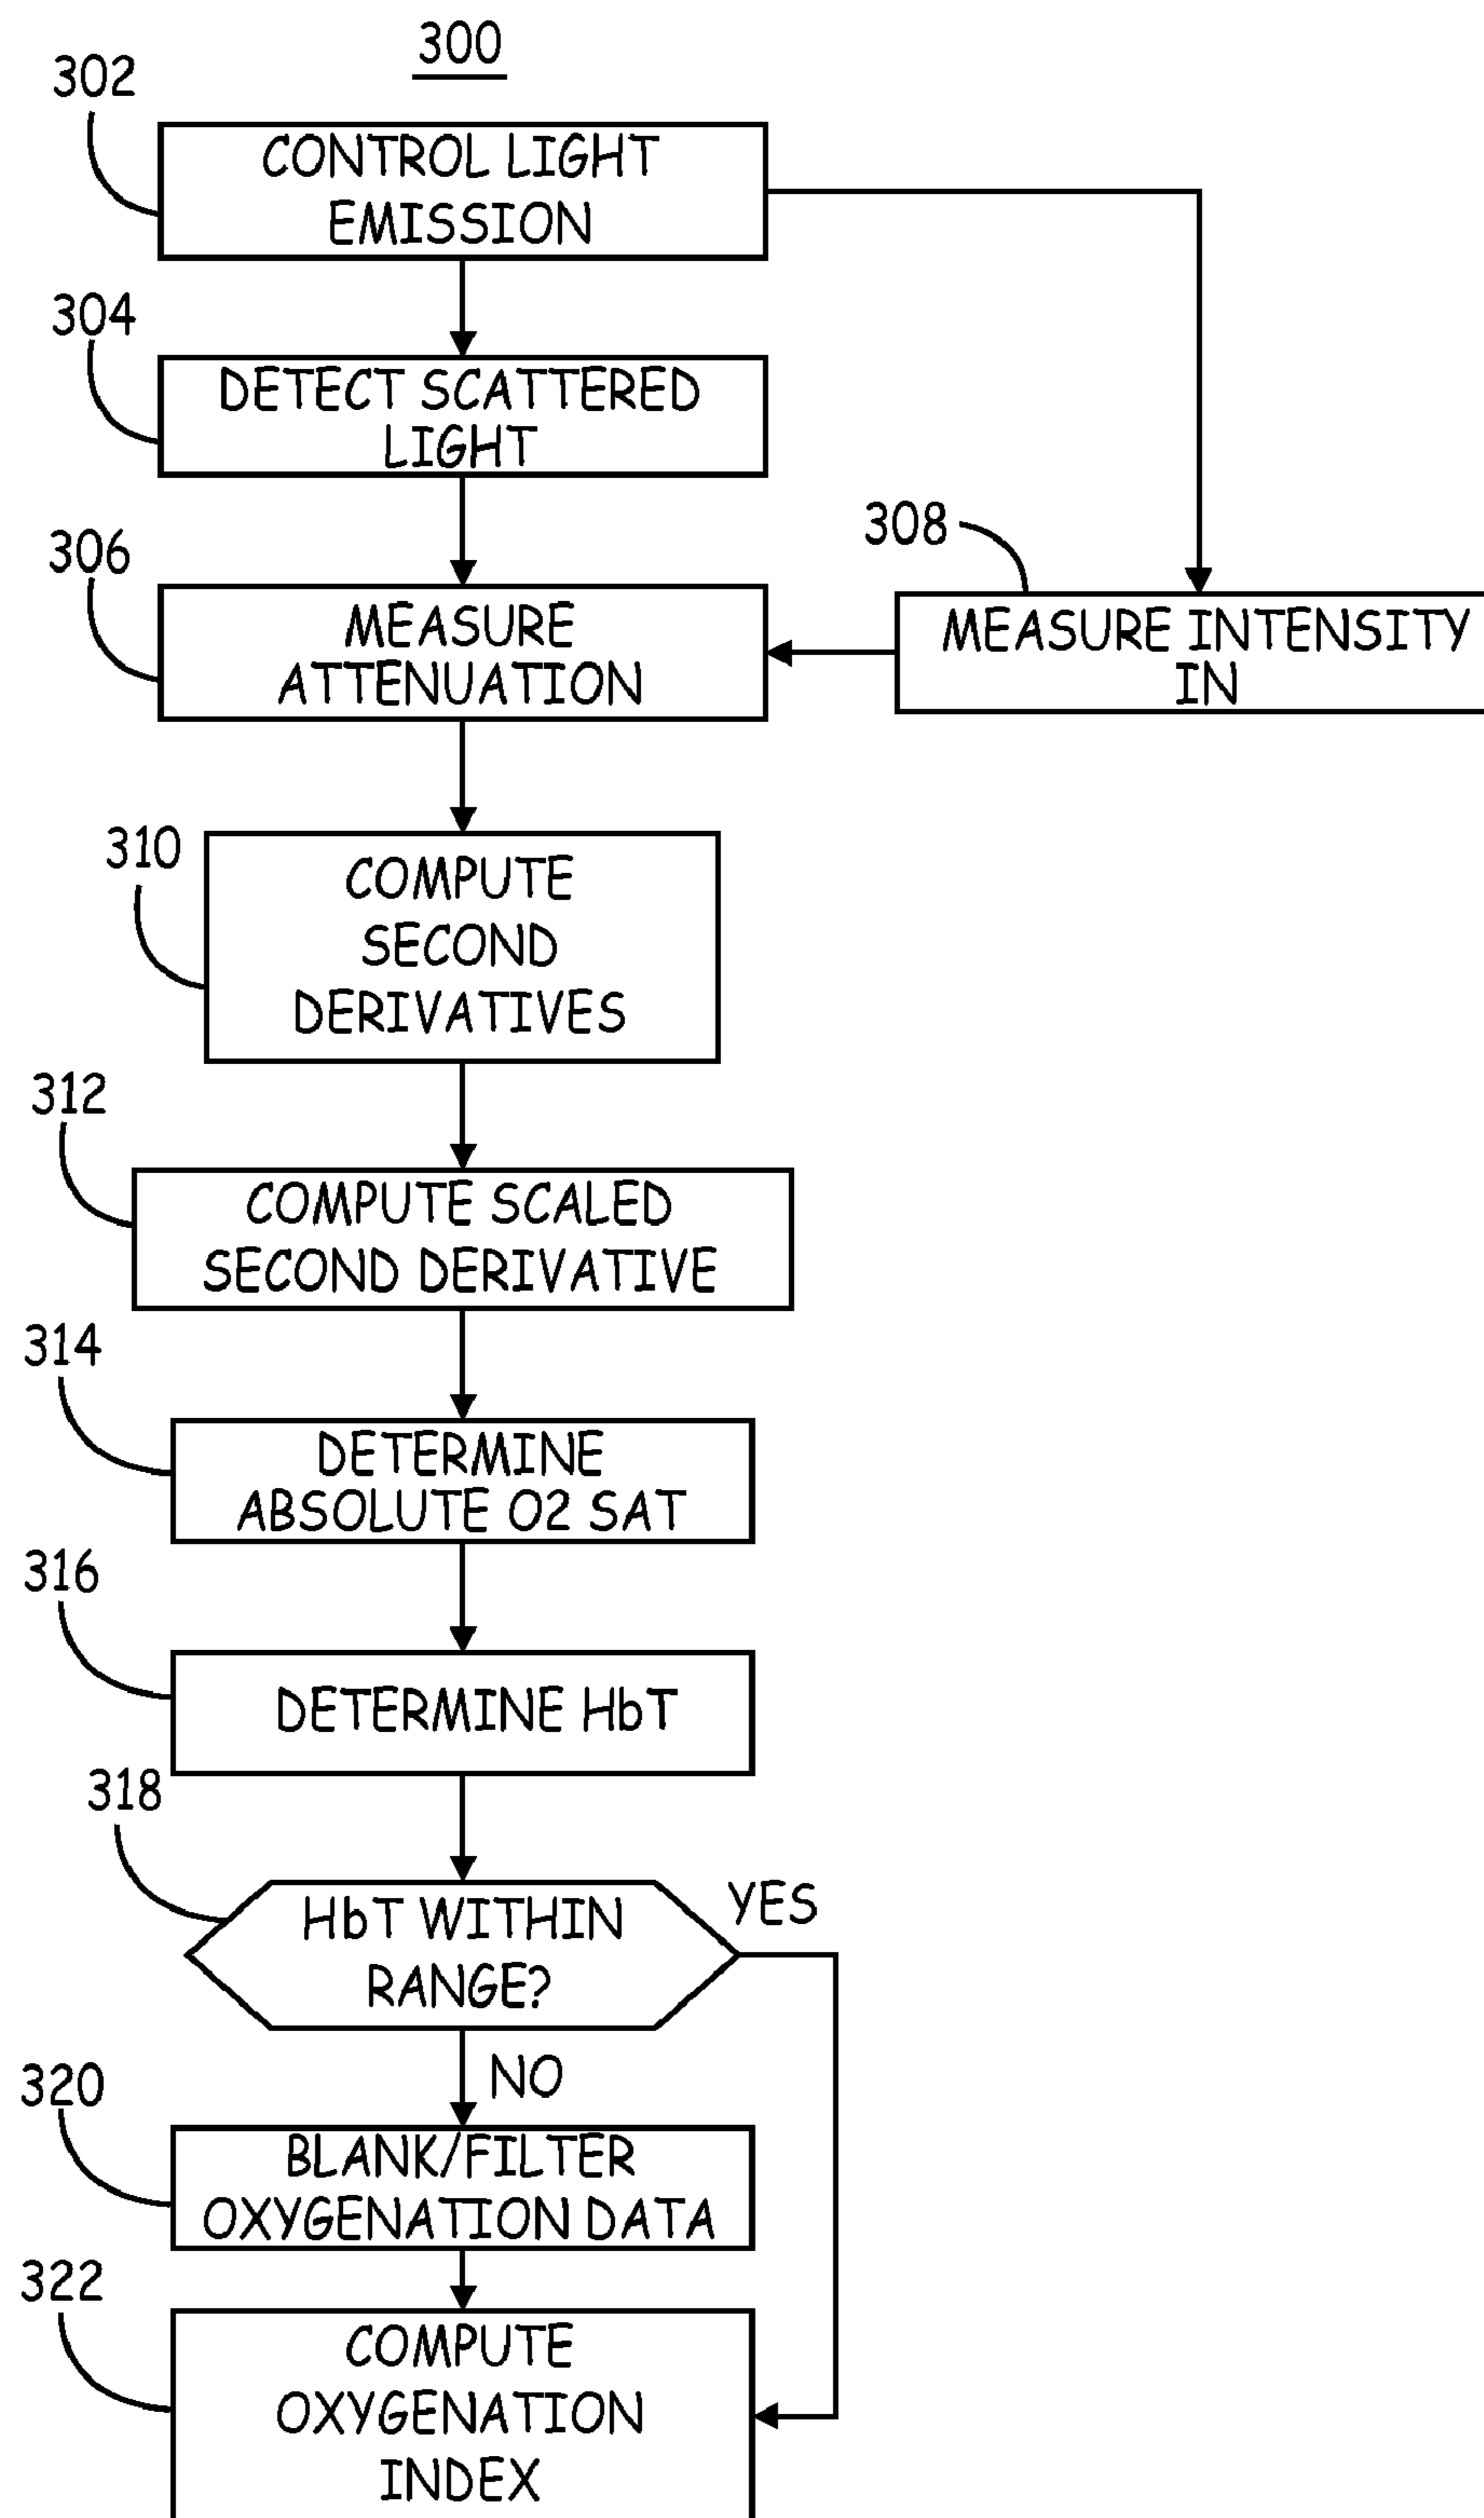 300
302
CONTROL LIGHT
EMISSION
304
DETECT SCATTERED
LIGHT
306
MEASURE
ATTENUATION
308
MEASURE INTENSITY
IN
310
COMPUTE
SECOND
DERIVATIVES
312
COMPUTE SCALED
SECOND DERIVATIVE
314
DETERMINE
ABSOLUTE O2 SAT
316
DETERMINE HbT
318
HbT WITHIN
RANGE?
YES
NO
320
BLANK/FILTER
OXYGENATION DATA
322
COMPUTE
OXYGENATION
INDEX